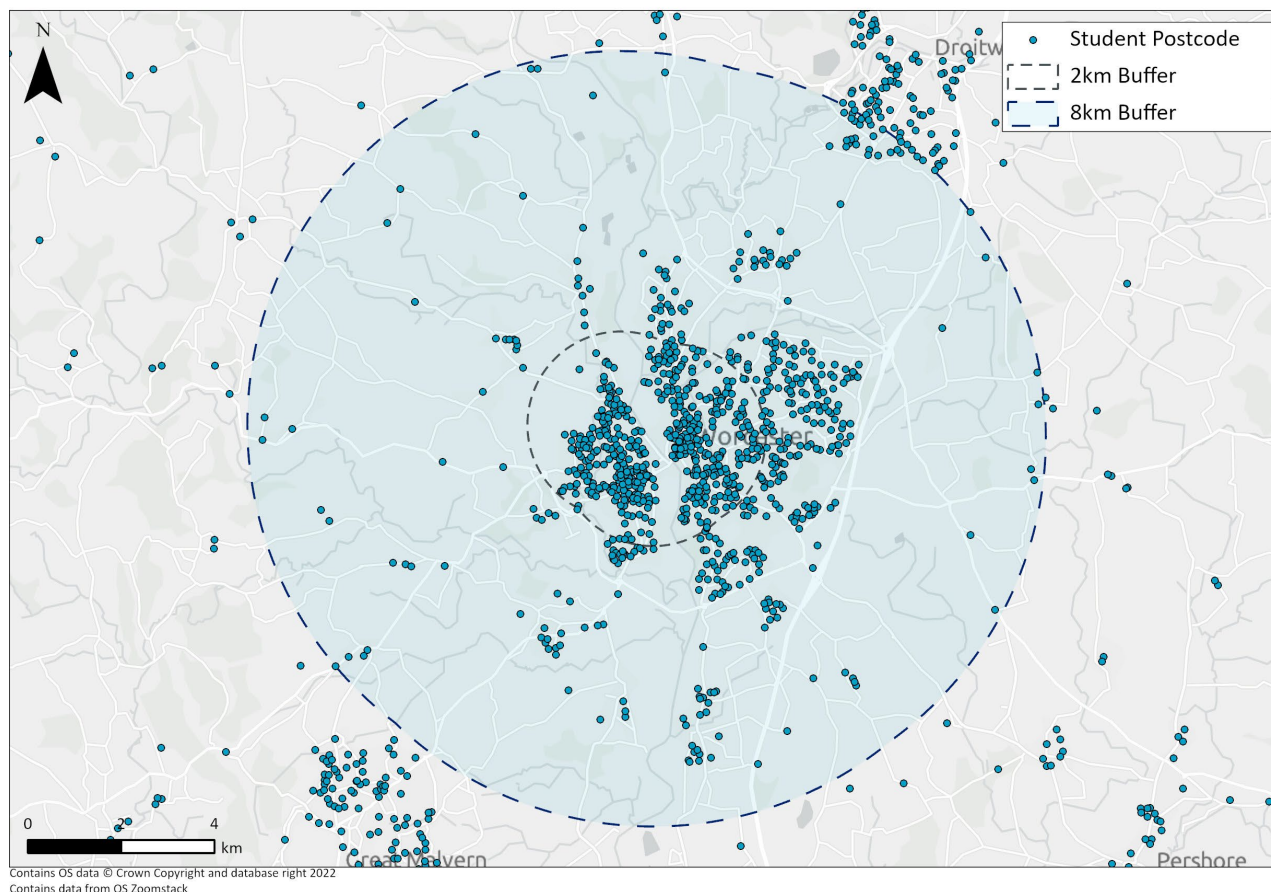 N
Droitw
Student Postcode
2km Buffer
8km Buffer
Worcester
0 2 4
km
Great Malvern
Pershore
Contains OS data © Crown Copyright and database right 2022
Contains data from OS Zoomstack